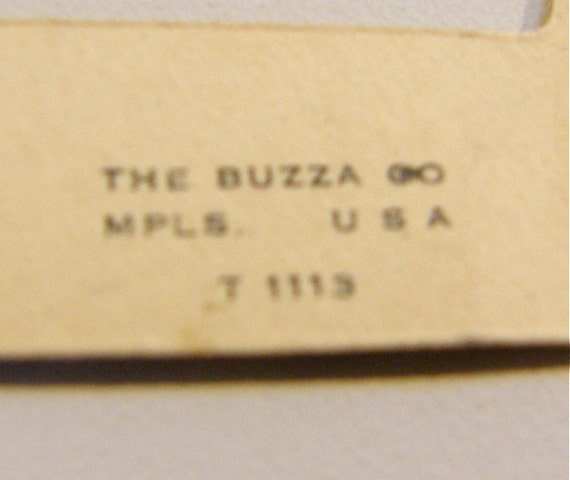 THE BUZZA CO
MPLS. U S A
T 1113